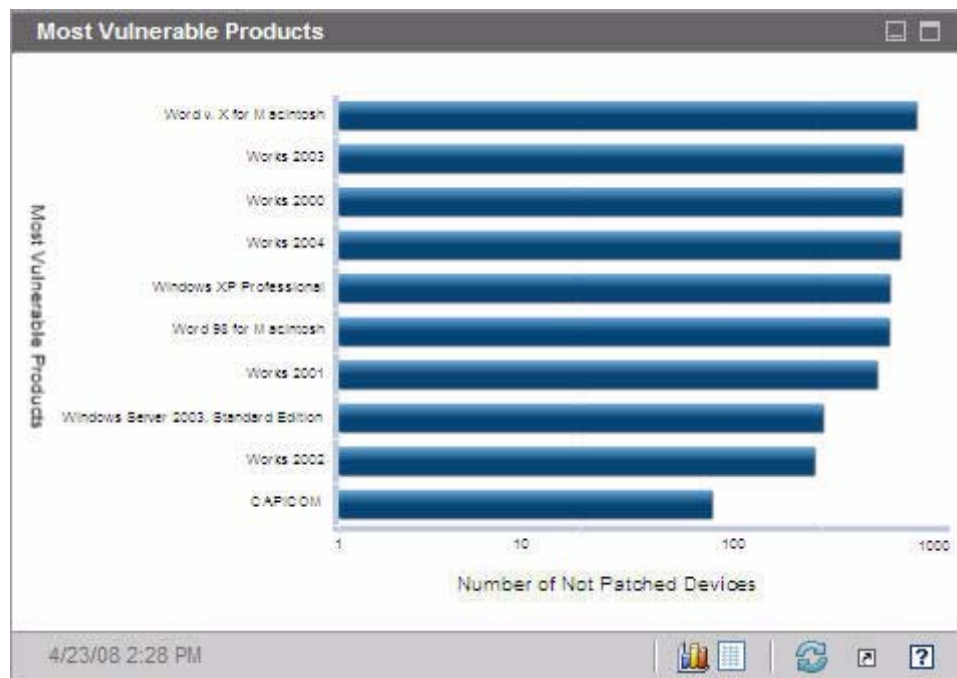 Most Vulnerable Products
Most Vulnerable Products
Word v. X for Macintosh
Works 2003
Works 2000
Works 2004
Windows XP Professional
Word 98 for Macintosh
Works 2001
Windows Server 2003, Standard Edition
Works 2002
CAPICOM
1 10 100 1000
Number of Not Patched Devices
4/23/08 2:28 PM
?